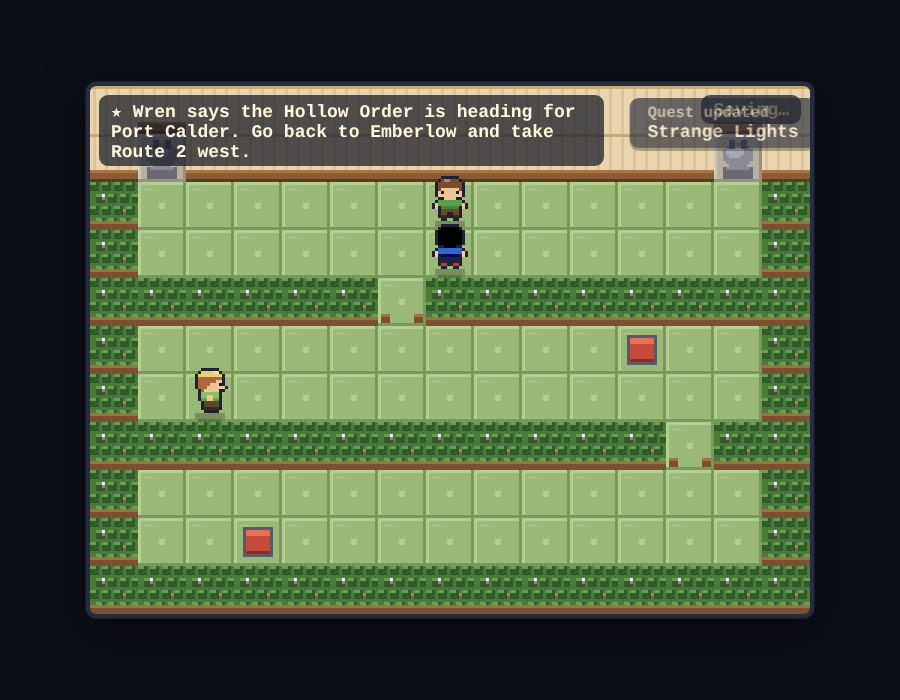 ★ Wren says the Hollow Order is heading for
Port Calder. Go back to Emberlow and take
Route 2 west.
Quest updated
Saving…
Strange Lights